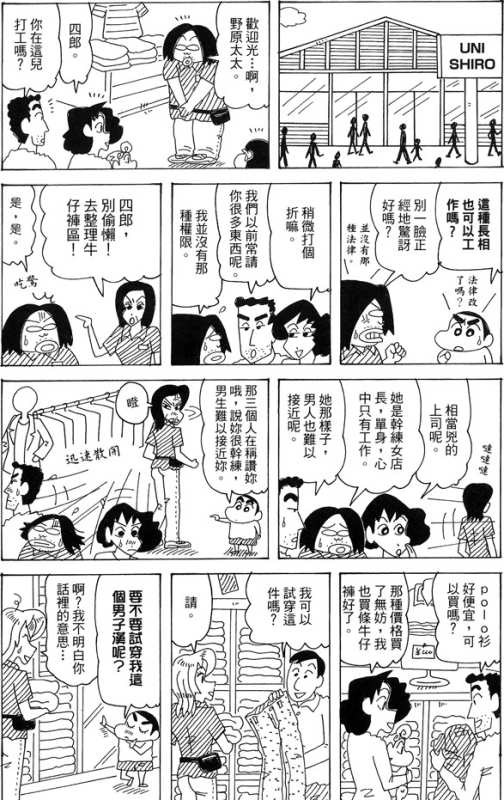 UNI
SHIRO
歡迎光…啊，
野原太太。
四郎。
你在這兒
打工嗎？
這種長相
也可以工
作嗎？
法律改
了嗎？
別一臉正
經地驚訝
好嗎？
並沒有那
種法律。
稍微打個
折嘛。
我們以前常請
你很多東西呢。
我並沒有那
種權限。
四郎，
別偷懶！
去整理牛
仔褲區！
吃驚
是，是。
噠噠噠
相當兇的
上司呢。
她是幹練女店
長，單身，心
中只有工作。
她那樣子，
男人也難以
接近呢。
那三個人在稱讚妳
哦，說妳很幹練，
男生難以接近妳。
瞪
迅速散開
polo衫
好便宜，可
以買嗎？
那種價格買
了無妨，我
也買條牛仔
褲好了。
我可以
試穿這
件嗎？
請。
要不要試穿我這
個男子漢呢？
啊？我不明白你
話裡的意思…